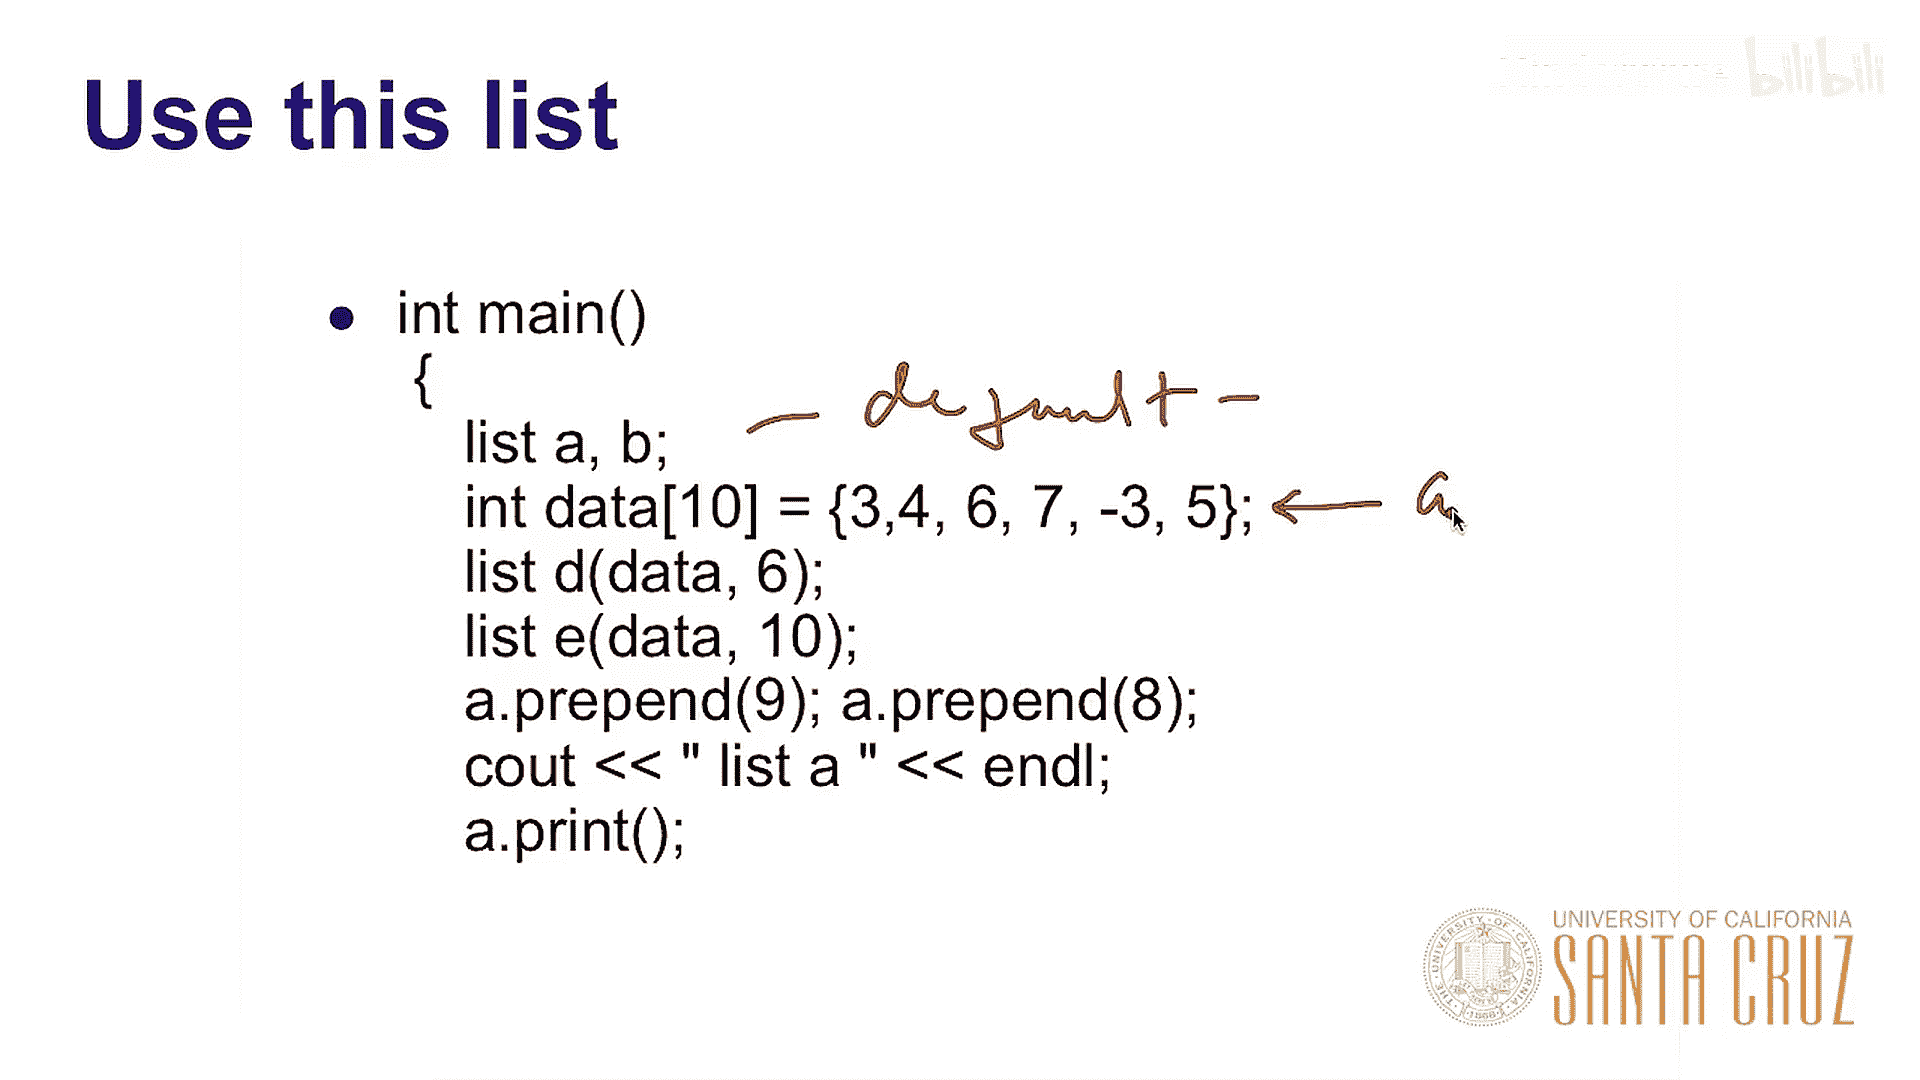 Use this list
bilibili
int main()
{
— default —
list a, b;
int data[10] = {3,4, 6, 7, -3, 5}; ← a
list d(data, 6);
list e(data, 10);
a.prepend(9); a.prepend(8);
cout << " list a " << endl;
a.print();
UNIVERSITY OF CALIFORNIA
SANTA CRUZ